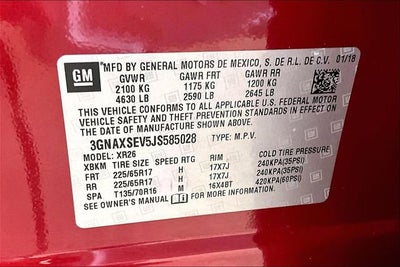 GM
MFD BY GENERAL MOTORS DE MEXICO, S. DE R.L. DE C.V. 01/18
GVWR GAWR FRT GAWR RR
2100 KG 1175 KG 1200 KG
4630 LB 2590 LB 2645 LB
THIS VEHICLE CONFORMS TO ALL APPLICABLE U.S. FEDERAL MOTOR
VEHICLE SAFETY AND THEFT PREVENTION STANDARDS IN EFFECT ON
THE DATE OF MANUFACTURE SHOWN ABOVE.
3GNAXSEV5JS585028 TYPE: M.P.V.
MODEL: XR26
XBKM TIRE SIZE SPEED RTG RIM COLD TIRE PRESSURE
FRT 225/65R17 H 17X7J 240KPA(35PSI)
RR 225/65R17 H 17X7J 240KPA(35PSI)
SPA T135/70R16 M 16X4BT 420KPA(60PSI)
SEE OWNER'S MANUAL FOR ADDITIONAL INFORMATION.